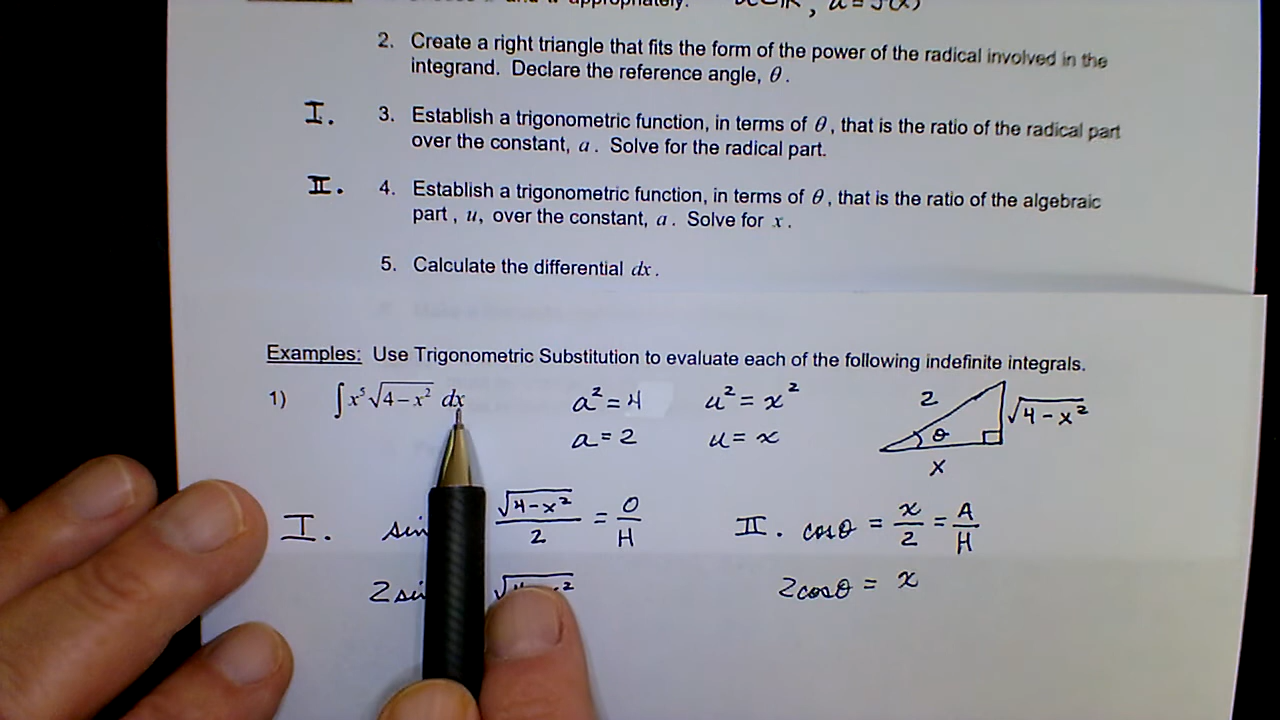 appropriately. , u = f(x)
2. Create a right triangle that fits the form of the power of the radical involved in the
integrand. Declare the reference angle, θ.
I. 3. Establish a trigonometric function, in terms of θ, that is the ratio of the radical part
over the constant, a. Solve for the radical part.
II. 4. Establish a trigonometric function, in terms of θ, that is the ratio of the algebraic
part, u, over the constant, a. Solve for x.
5. Calculate the differential dx.
Examples: Use Trigonometric Substitution to evaluate each of the following indefinite integrals.
1) ∫ x⁵√(4−x²) dx a² = 4 u² = x² 2 θ √(4−x²)
a = 2 u = x x
I. sin √(4−x²)/2 = O/H II. cosθ = x/2 = A/H
2 sin 2cosθ = x